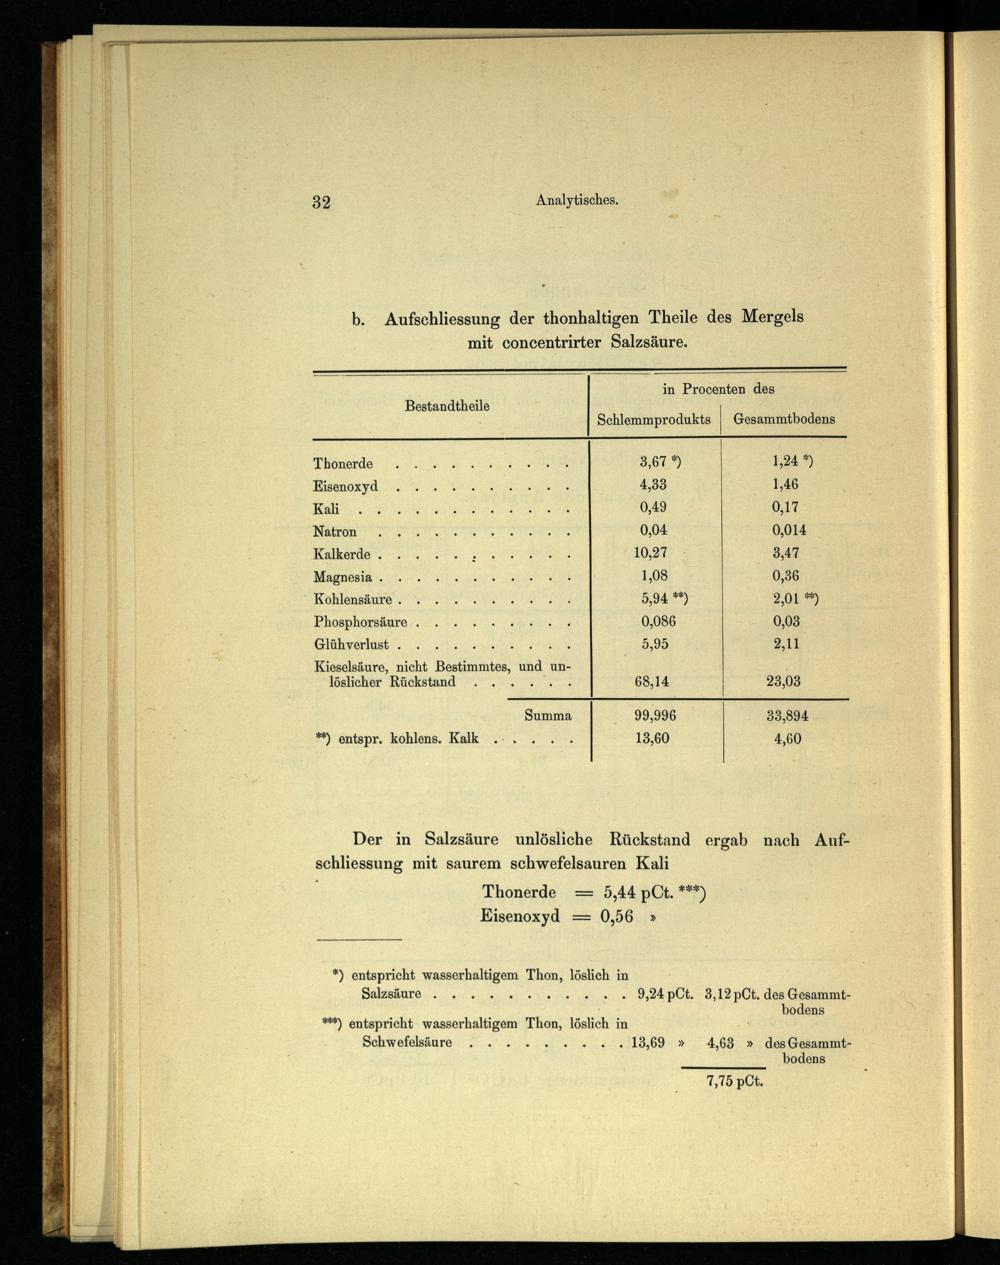 32 Analytisches.
b. Aufschliessung der thonhaltigen Theile des Mergels
mit concentrirter Salzsäure.
in Procenten des
Bestandtheile
Schlemmprodukts Gesammtbodens
Thonerde . . . . . . . . . . 3,67 *) 1,24 *)
Eisenoxyd . . . . . . . . . . 4,33 1,46
Kali . . . . . . . . . . . . 0,49 0,17
Natron . . . . . . . . . . . 0,04 0,014
Kalkerde . . . . . . . . . . . 10,27 3,47
Magnesia . . . . . . . . . . . 1,08 0,36
Kohlensäure . . . . . . . . . . 5,94 **) 2,01 **)
Phosphorsäure . . . . . . . . . 0,086 0,03
Glühverlust . . . . . . . . . . 5,95 2,11
Kieselsäure, nicht Bestimmtes, und un-
löslicher Rückstand . . . . . . 68,14 23,03
Summa 99,996 33,894
**) entspr. kohlens. Kalk . . . . . 13,60 4,60
Der in Salzsäure unlösliche Rückstand ergab nach Auf-
schliessung mit saurem schwefelsauren Kali
Thonerde = 5,44 pCt. ***)
Eisenoxyd = 0,56 »
*) entspricht wasserhaltigem Thon, löslich in
Salzsäure . . . . . . . . . . . 9,24 pCt. 3,12 pCt. des Gesammt-
bodens
***) entspricht wasserhaltigem Thon, löslich in
Schwefelsäure . . . . . . . . . 13,69 » 4,63 » des Gesammt-
bodens
7,75 pCt.